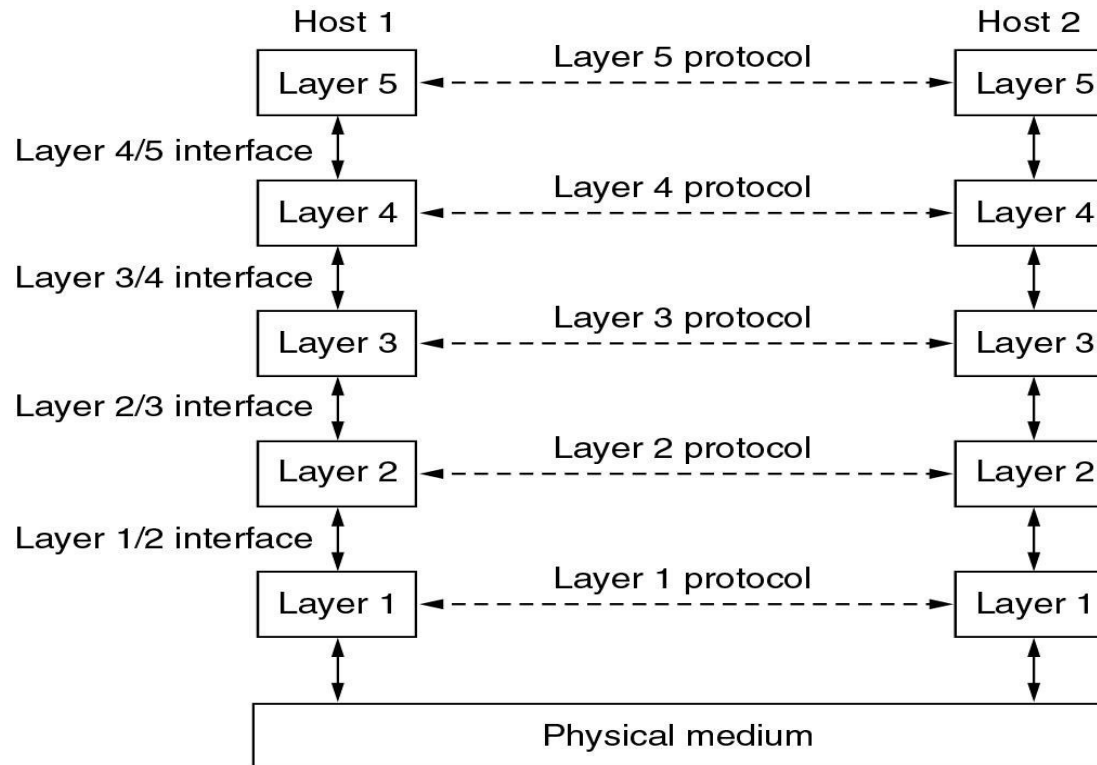 Host 1
Host 2
Layer 5 protocol
Layer 5
Layer 5
Layer 4/5 interface
Layer 4 protocol
Layer 4
Layer 4
Layer 3/4 interface
Layer 3 protocol
Layer 3
Layer 3
Layer 2/3 interface
Layer 2 protocol
Layer 2
Layer 2
Layer 1/2 interface
Layer 1 protocol
Layer 1
Layer 1
Physical medium